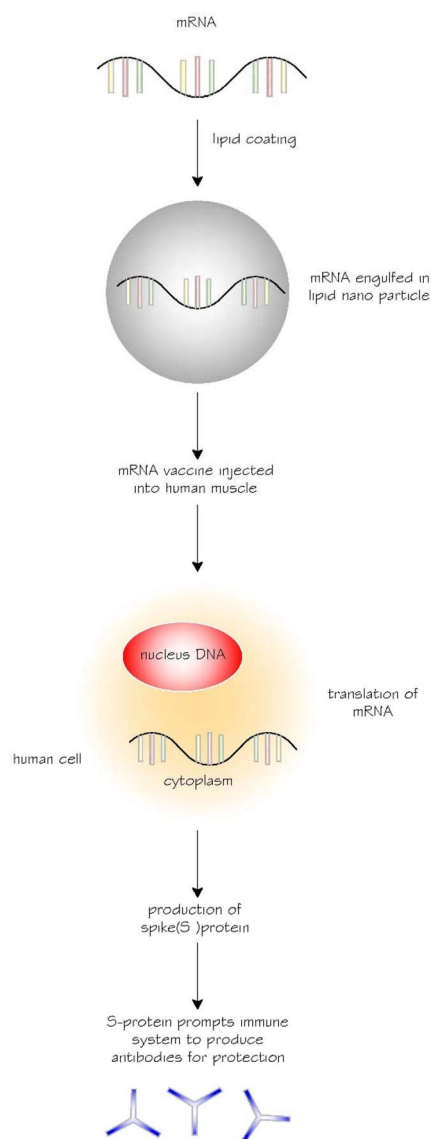 mRNA
lipid coating
mRNA engulfed in
lipid nano particle
mRNA vaccine injected
into human muscle
nucleus DNA
translation of
mRNA
human cell
cytoplasm
production of
spike(S )protein
S-protein prompts immune
system to produce
antibodies for protection